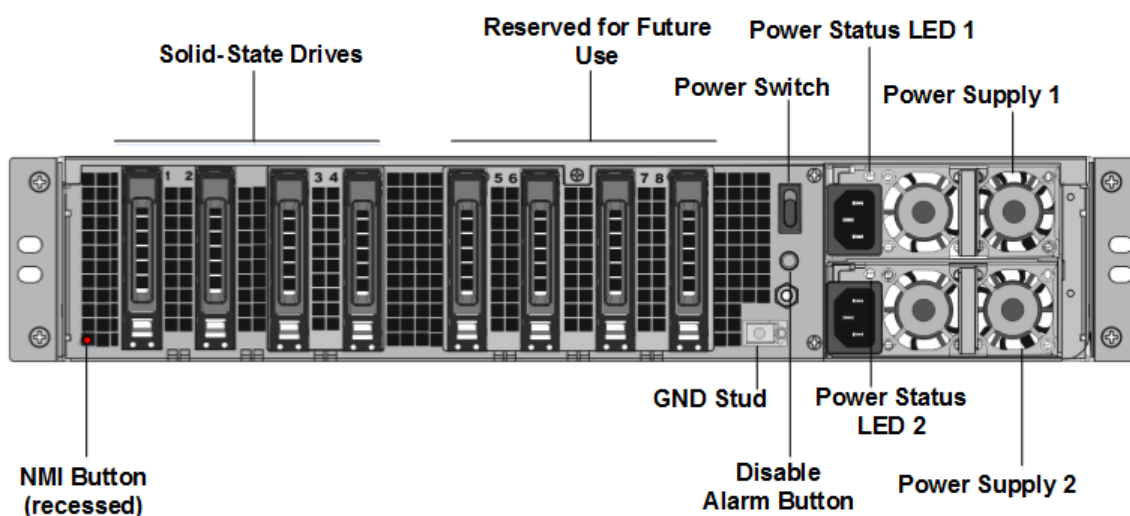 Solid-State Drives
Reserved for Future
Use
Power Status LED 1
Power Switch
Power Supply 1
1 2 3 4 5 6 7 8
GND Stud
Power Status
LED 2
NMI Button
(recessed)
Disable
Alarm Button
Power Supply 2